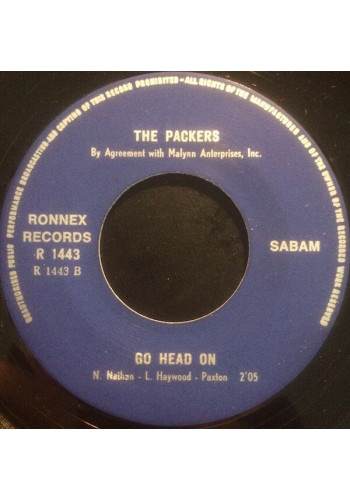 UNAUTHORISED PUBLIC PERFORMANCE BROADCASTING AND COPYING OF THIS RECORD PROHIBITED - ALL RIGHTS OF THE MANUFACTURER AND OF THE OWNER OF THE RECORDED WORK RESERVED
THE PACKERS
By Agreement with Malynn Anterprises, Inc.
RONNEX
RECORDS
R 1443
R 1443 B
SABAM
GO HEAD ON
N. Nathan - L. Haywood - Paxton 2'05